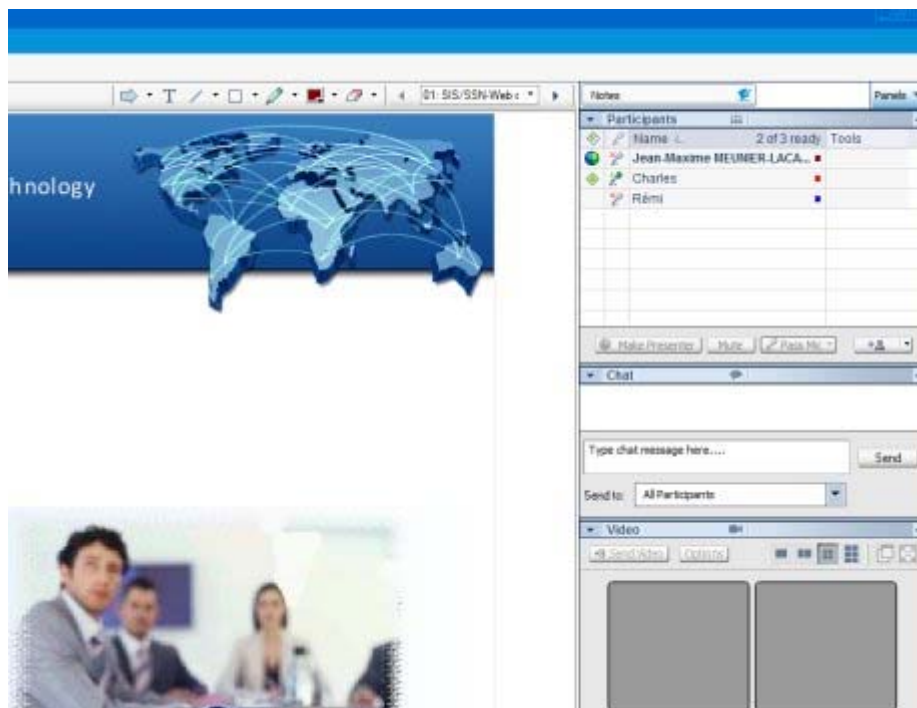 T
01: SIS/SSN-Web c
Notes
Panels
Participants
Name
2 of 3 ready
Tools
Jean-Maxime MEUNIER-LACA...
Charles
Rémi
hnology
Make Presenter
Mute
Pass Mic
Chat
Type chat message here....
Send
Send to:
All Participants
Video
Send Video
Options